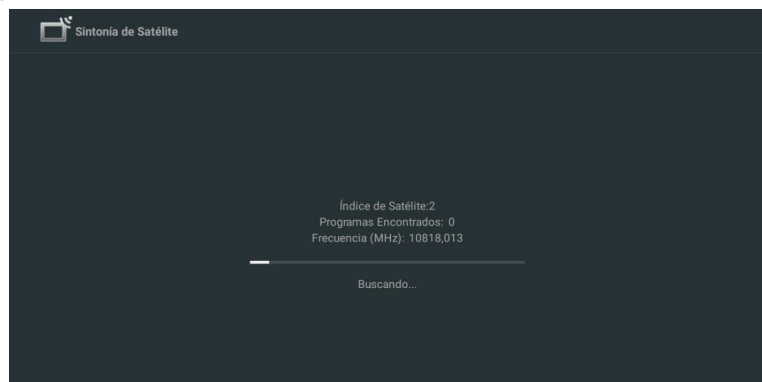 Sintonía de Satélite
Índice de Satélite:2
Programas Encontrados: 0
Frecuencia (MHz): 10818,013
Buscando...